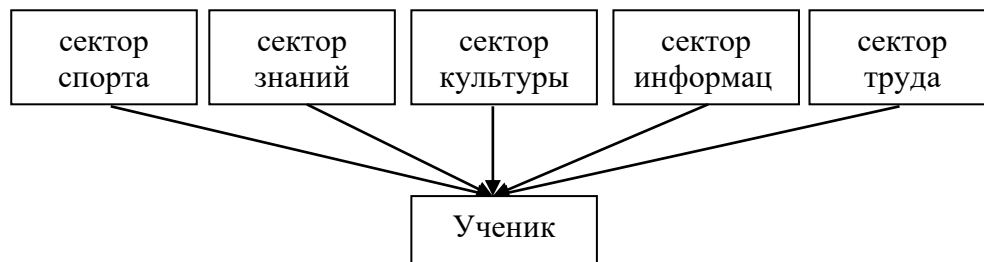 сектор
спорта
сектор
знаний
сектор
культуры
сектор
информац
сектор
труда
Ученик